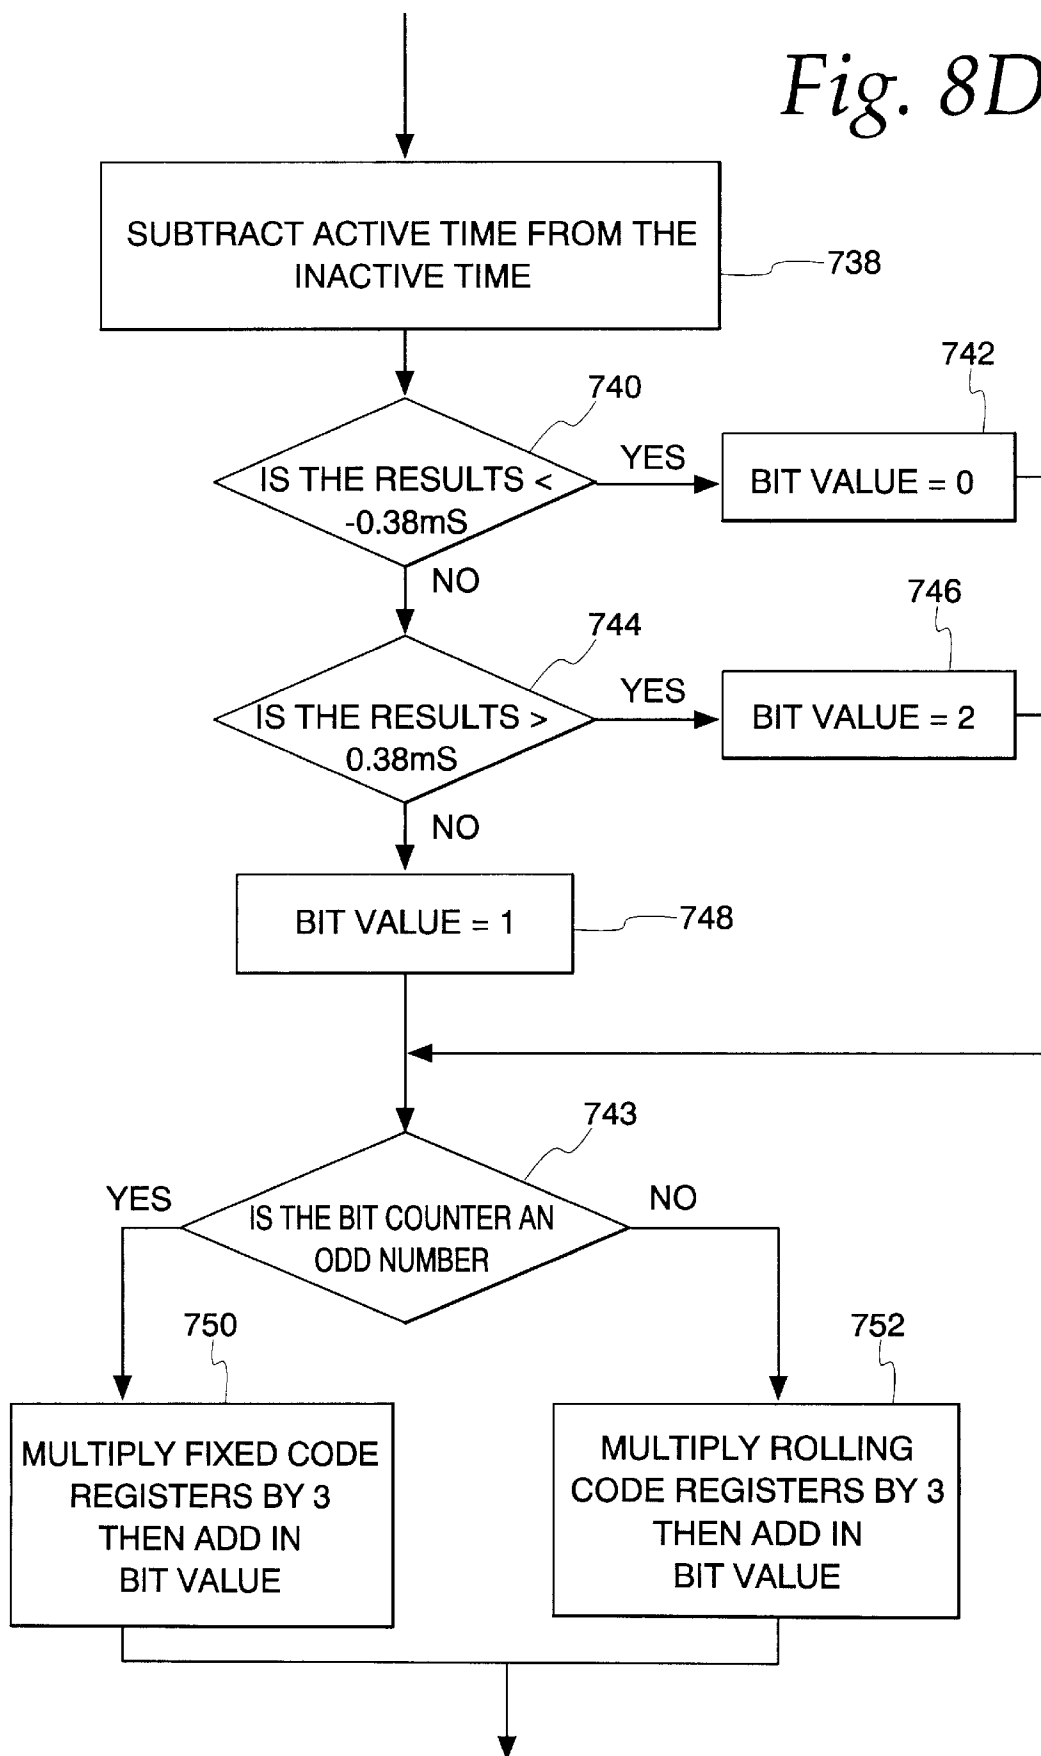 Fig. 8D
SUBTRACT ACTIVE TIME FROM THE
INACTIVE TIME
738
740
742
IS THE RESULTS <
-0.38mS
YES
BIT VALUE = 0
NO
744
746
IS THE RESULTS >
0.38mS
YES
BIT VALUE = 2
NO
BIT VALUE = 1
748
743
YES
IS THE BIT COUNTER AN
ODD NUMBER
NO
750
752
MULTIPLY FIXED CODE
REGISTERS BY 3
THEN ADD IN
BIT VALUE
MULTIPLY ROLLING
CODE REGISTERS BY 3
THEN ADD IN
BIT VALUE